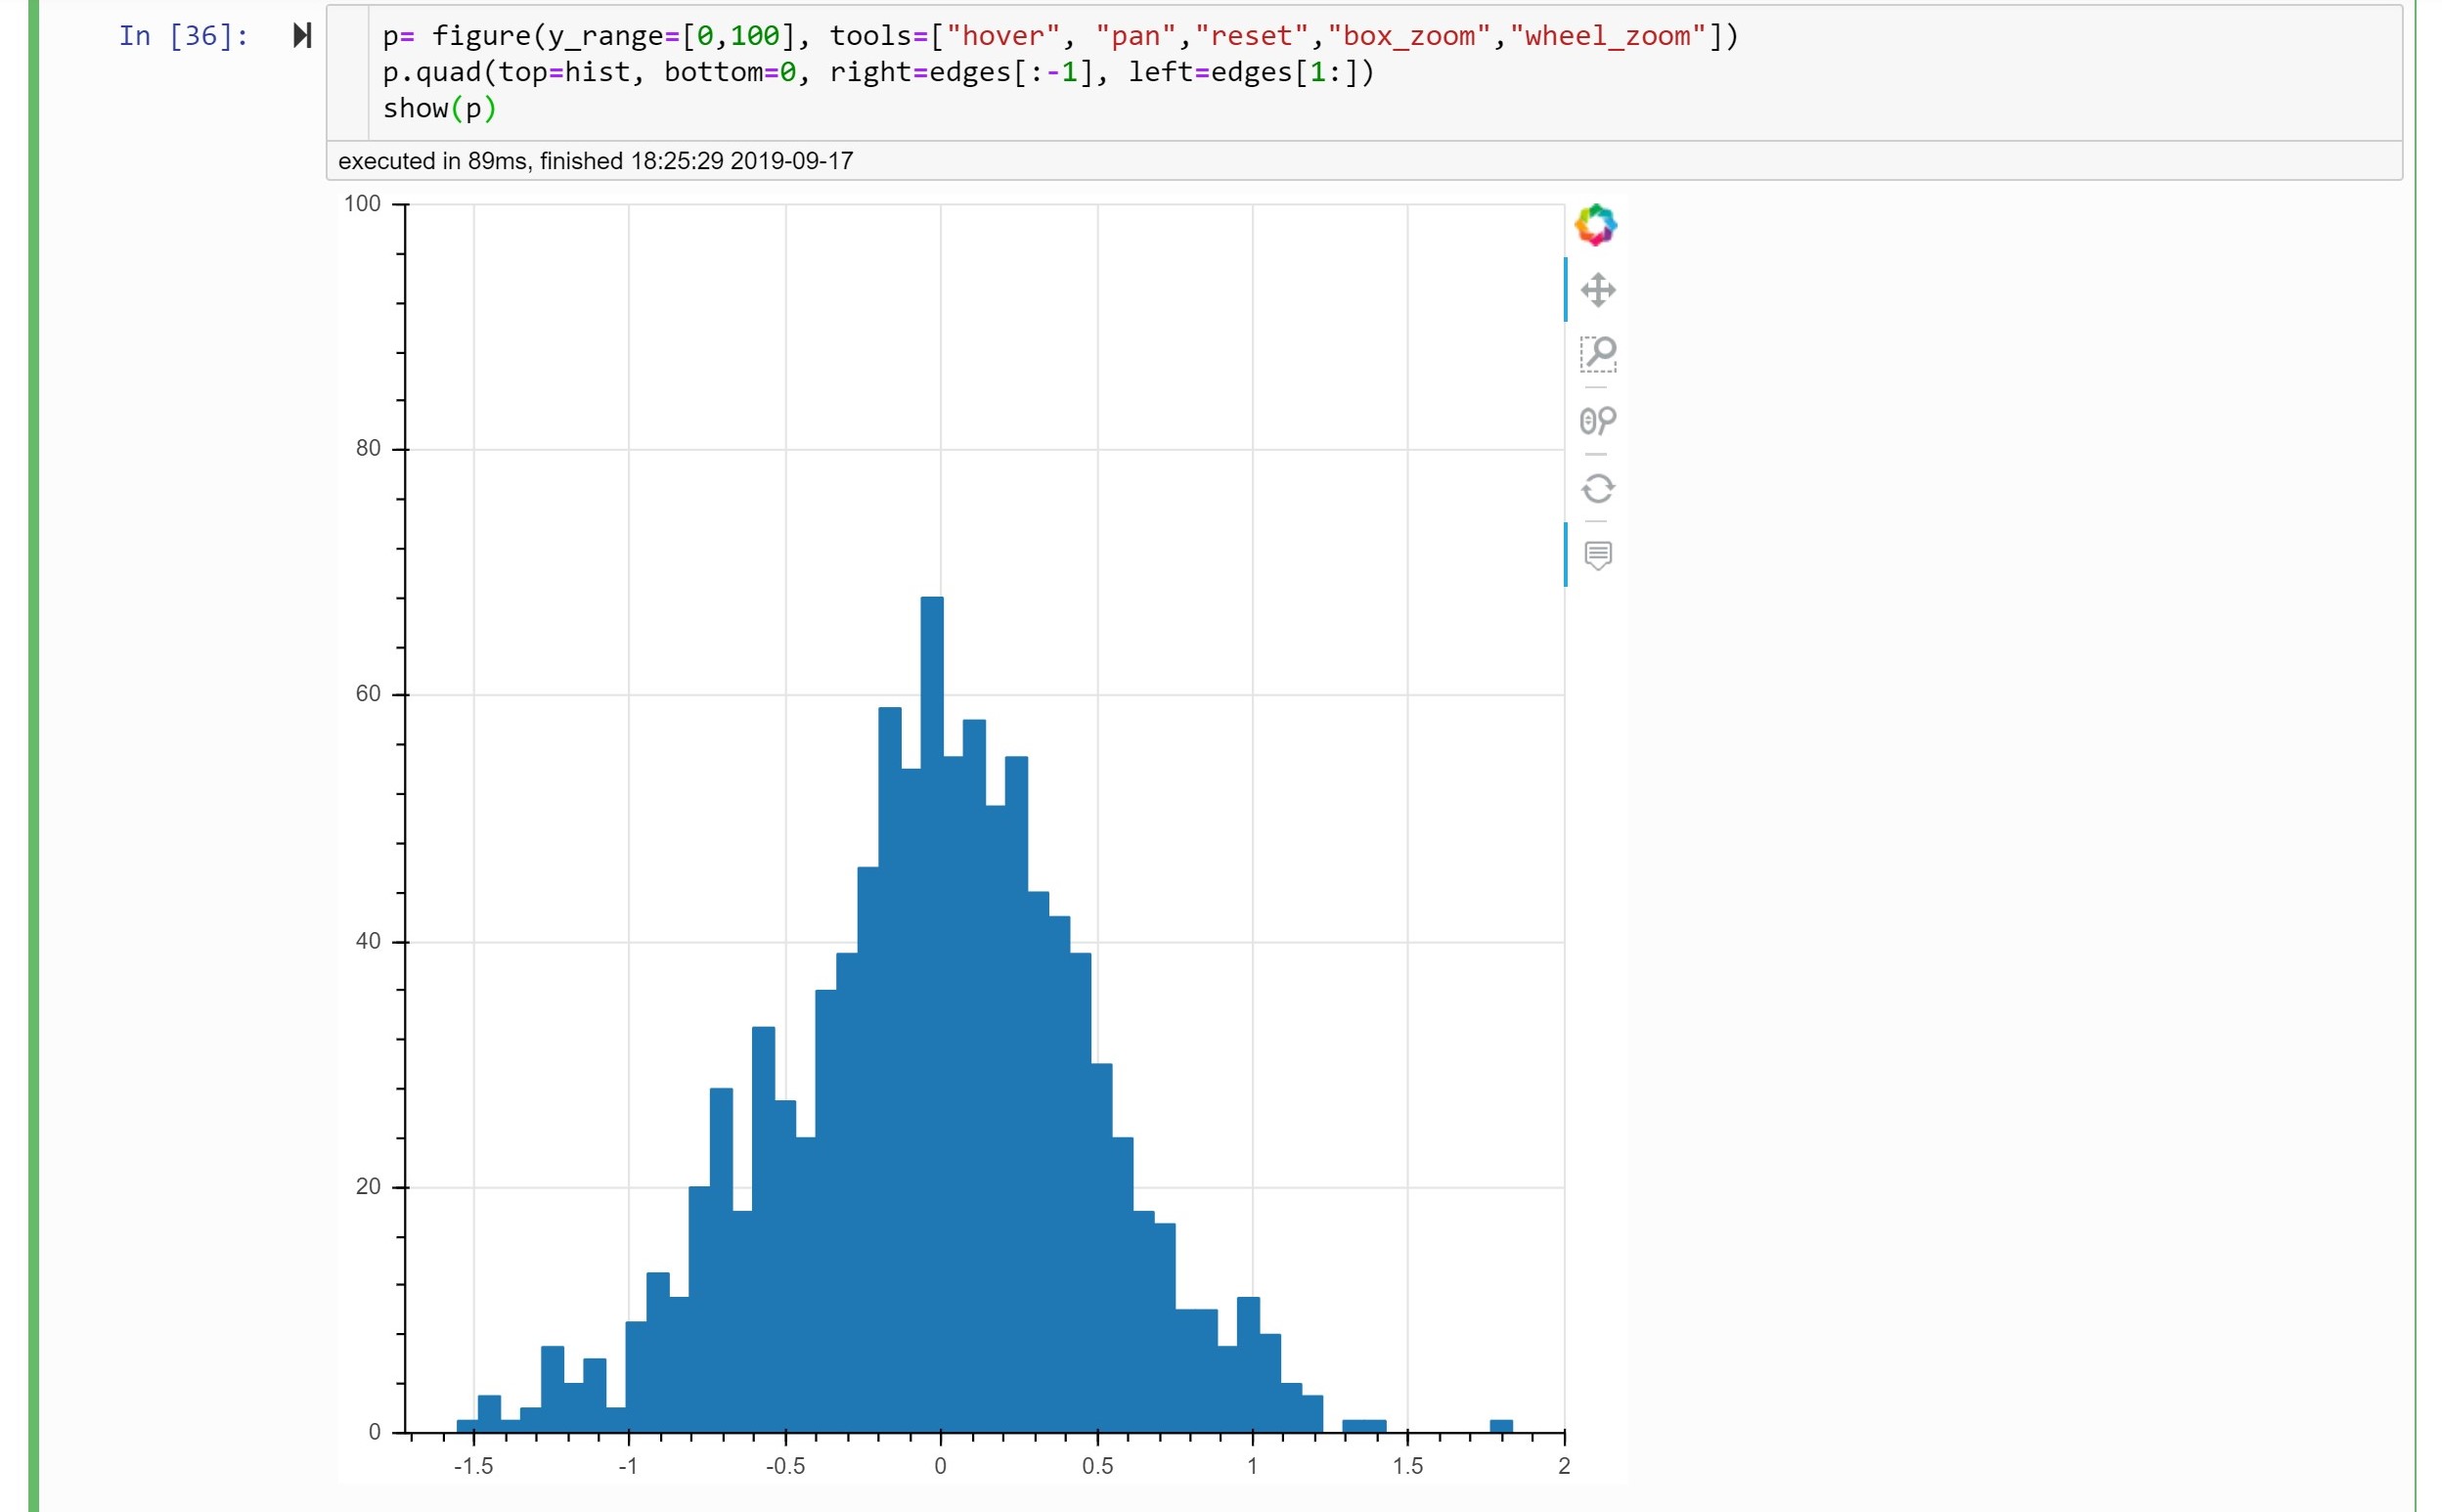 In [36]:
p= figure(y_range=[0,100], tools=["hover", "pan","reset","box_zoom","wheel_zoom"])
p.quad(top=hist, bottom=0, right=edges[:-1], left=edges[1:])
show(p)
executed in 89ms, finished 18:25:29 2019-09-17
100
80
60
40
20
0
-1.5 -1 -0.5 0 0.5 1 1.5 2